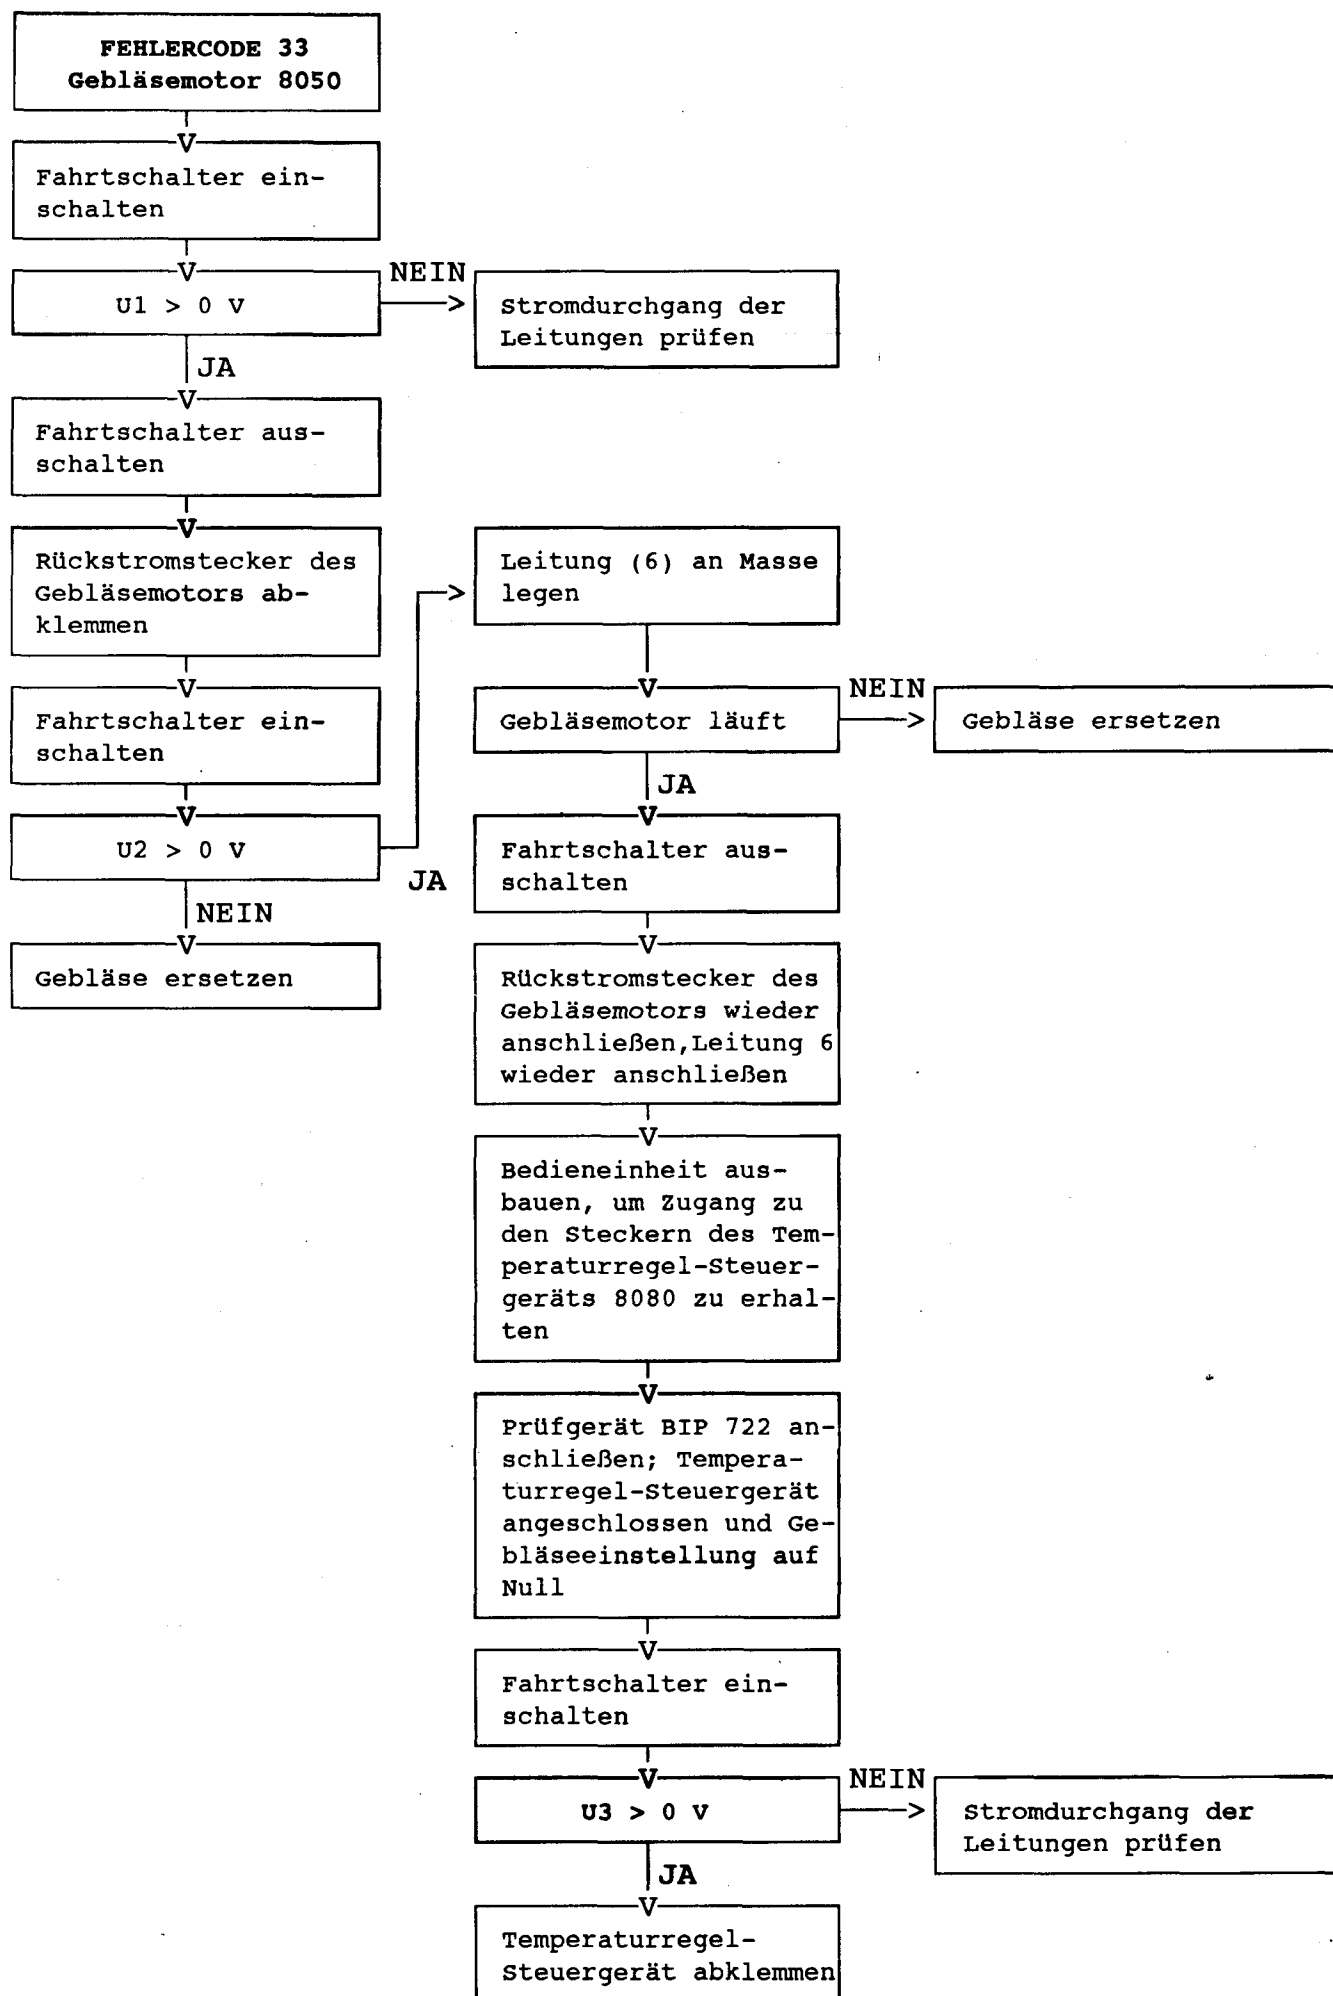 FEHLERCODE 33
Gebläsemotor 8050
V
Fahrtschalter ein-
schalten
V
U1 > 0 V
NEIN
>
Stromdurchgang der
Leitungen prüfen
JA
V
Fahrtschalter aus-
schalten
V
Rückstromstecker des
Gebläsemotors ab-
klemmen
V
Fahrtschalter ein-
schalten
V
U2 > 0 V
NEIN
V
Gebläse ersetzen
JA
>
Leitung (6) an Masse
legen
V
Gebläsemotor läuft
NEIN
>
Gebläse ersetzen
JA
V
Fahrtschalter aus-
schalten
V
Rückstromstecker des
Gebläsemotors wieder
anschließen,Leitung 6
wieder anschließen
V
Bedieneinheit aus-
bauen, um Zugang zu
den Steckern des Tem-
peraturregel-Steuer-
geräts 8080 zu erhal-
ten
V
Prüfgerät BIP 722 an-
schließen; Tempera-
turregel-Steuergerät
angeschlossen und Ge-
bläseeinstellung auf
Null
V
Fahrtschalter ein-
schalten
V
U3 > 0 V
NEIN
>
Stromdurchgang der
Leitungen prüfen
JA
V
Temperaturregel-
Steuergerät abklemmen